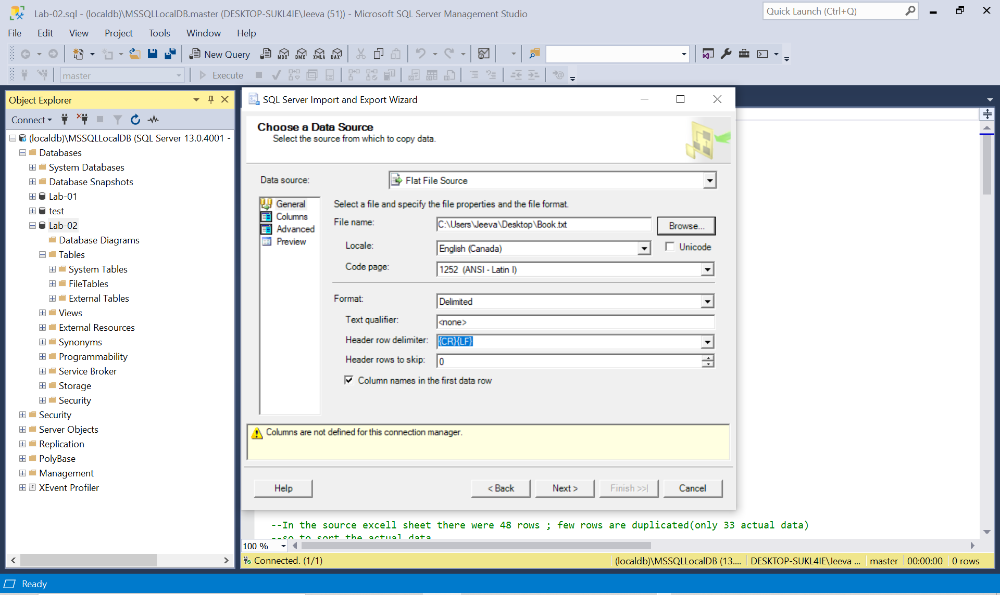 Lab-02.sql - (localdb)\MSSQLLocalDB.master (DESKTOP-SUKL4IE\Jeeva (51)) - Microsoft SQL Server Management Studio
Quick Launch (Ctrl+Q)
File Edit View Project Tools Window Help
New Query MDX DMX XMLA DAX
master Execute
Object Explorer
Connect
(localdb)\MSSQLLocalDB (SQL Server 13.0.4001 -
Databases
System Databases
Database Snapshots
Lab-01
test
Lab-02
Database Diagrams
Tables
System Tables
FileTables
External Tables
Views
External Resources
Synonyms
Programmability
Service Broker
Storage
Security
Security
Server Objects
Replication
PolyBase
Management
XEvent Profiler
SQL Server Import and Export Wizard
Choose a Data Source
Select the source from which to copy data.
Data source: Flat File Source
General
Columns
Advanced
Preview
Select a file and specify the file properties and the file format.
File name: C:\Users\Jeeva\Desktop\Book.txt Browse...
Locale: English (Canada) Unicode
Code page: 1252 (ANSI - Latin I)
Format: Delimited
Text qualifier: <none>
Header row delimiter: {CR}{LF}
Header rows to skip: 0
Column names in the first data row
Columns are not defined for this connection manager.
Help < Back Next > Finish >>| Cancel
--In the source excell sheet there were 48 rows ; few rows are duplicated(only 33 actual data)
--so to sort the actual data
100 %
Connected. (1/1) (localdb)\MSSQLLocalDB (13.... DESKTOP-SUKL4IE\Jeeva ... master 00:00:00 0 rows
Ready